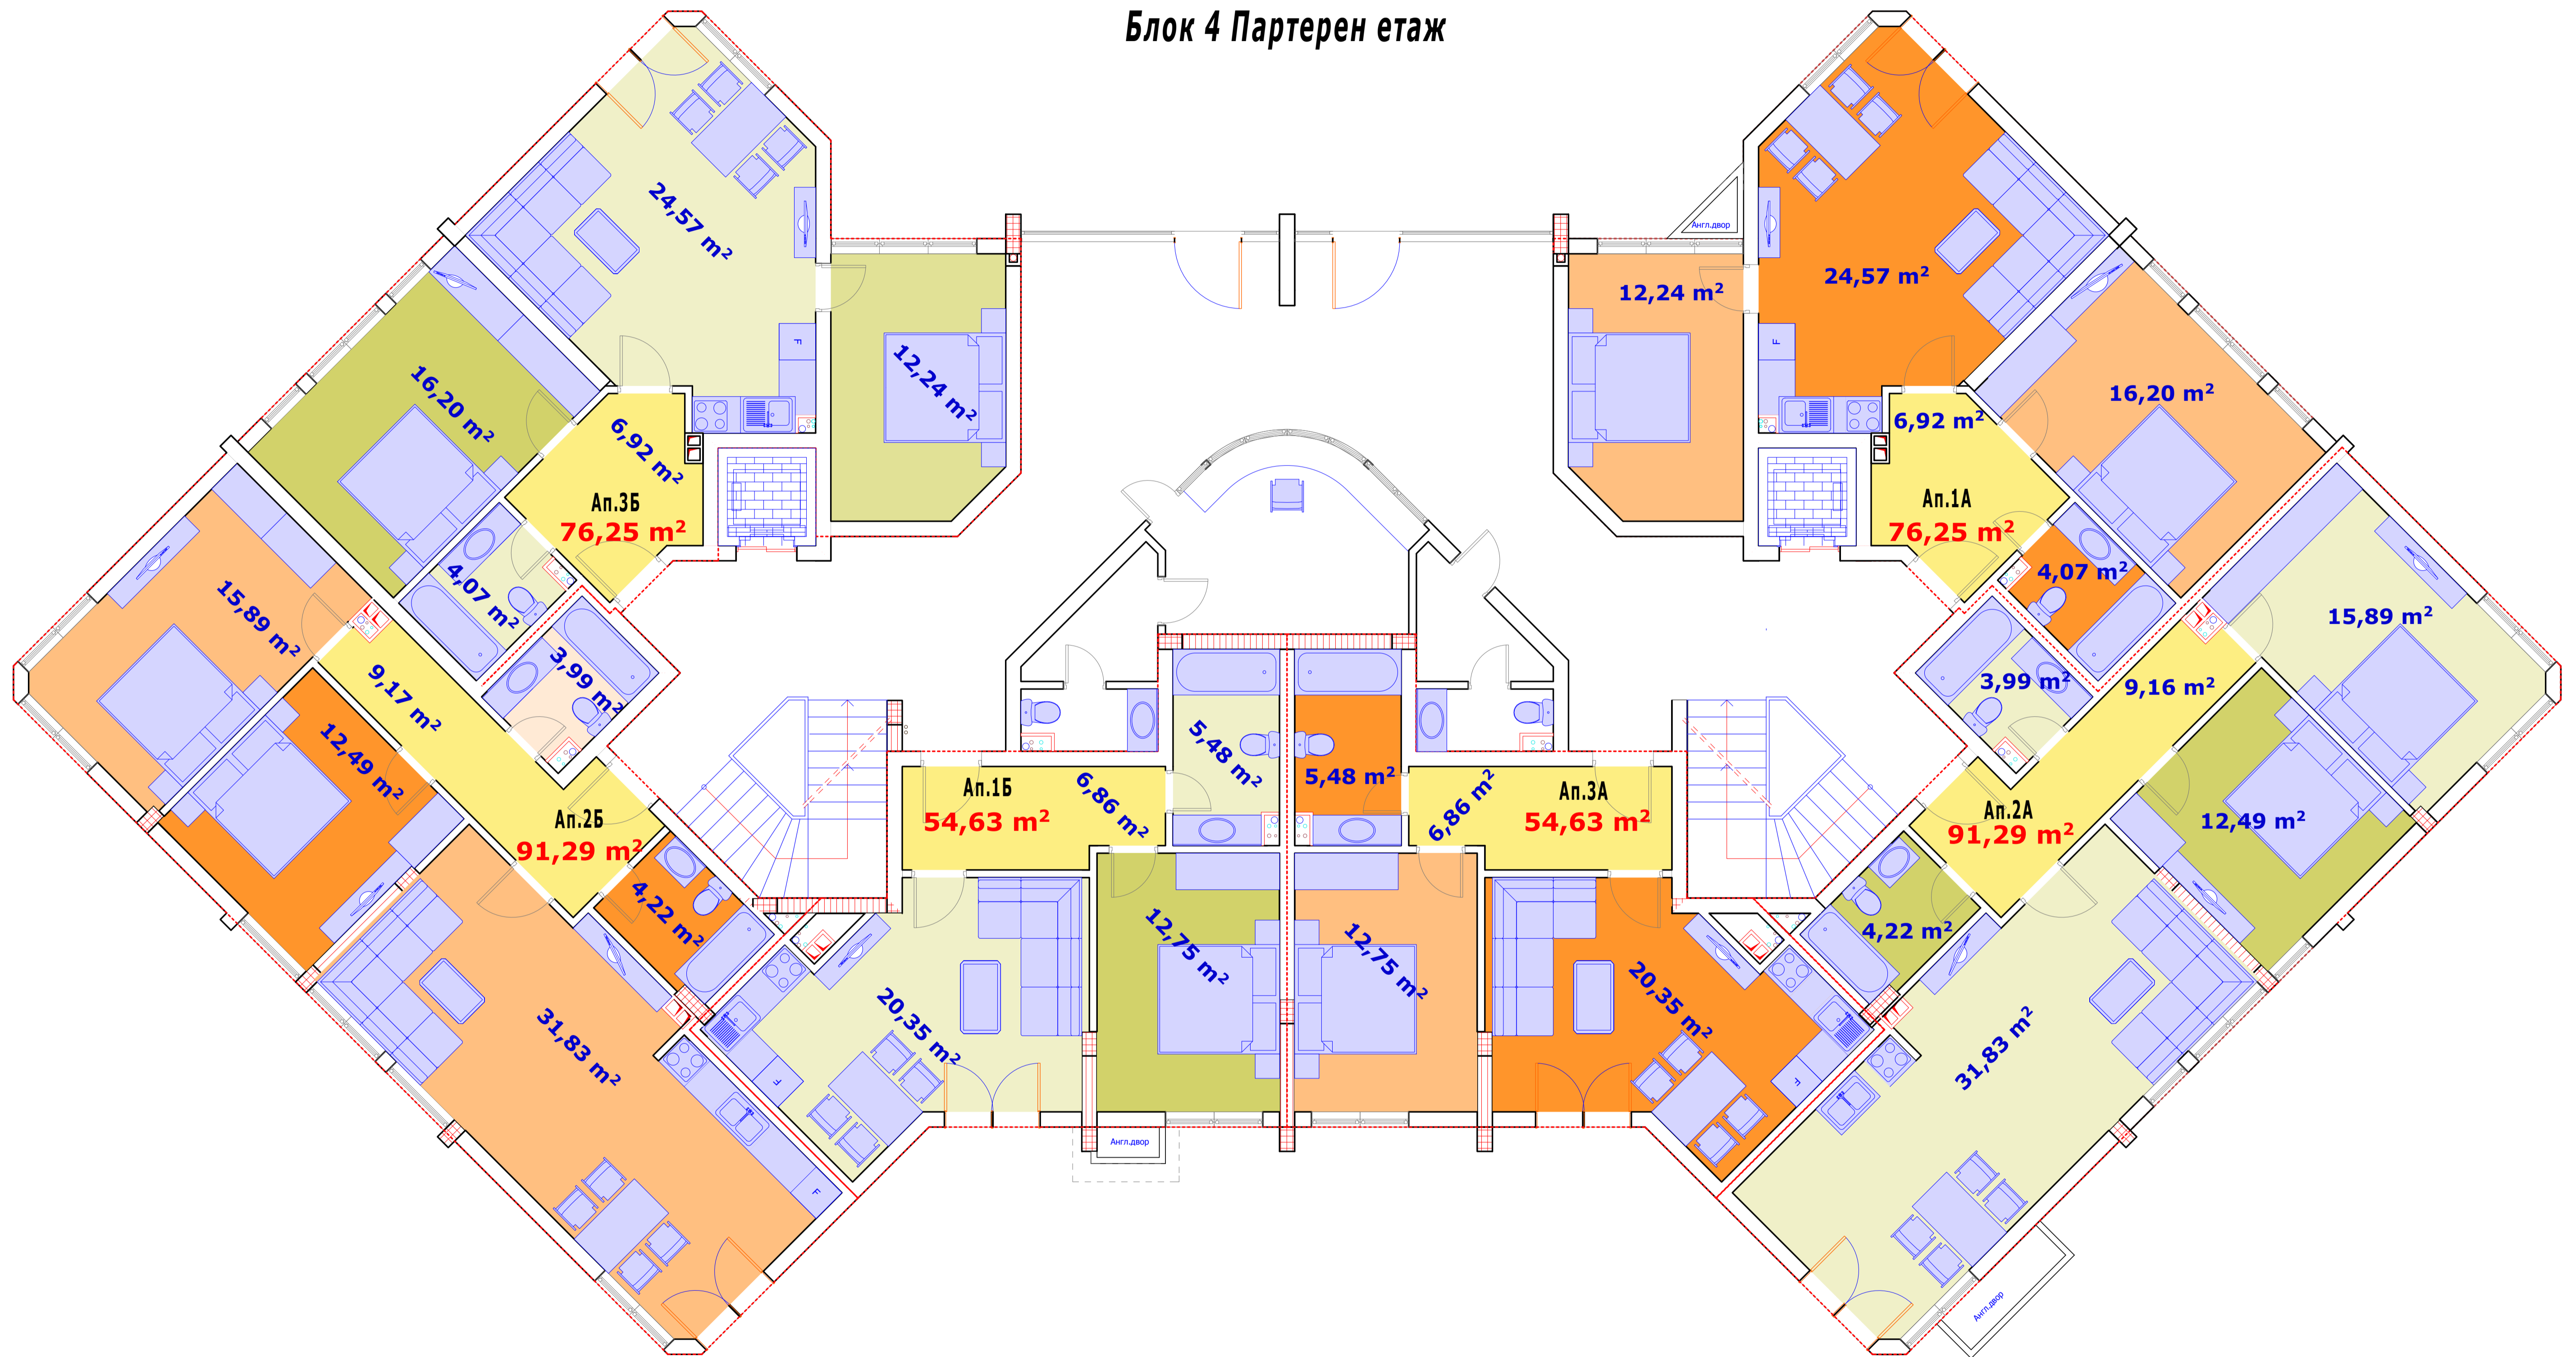 Блок 4 Партерен етаж
24,57 m²
12,24 m²
16,20 m²
6,92 m²
Ап.3Б
76,25 m²
4,07 m²
F
Англ.двор
12,24 m²
24,57 m²
F
6,92 m²
16,20 m²
Ап.1А
76,25 m²
4,07 m²
15,89 m²
9,17 m²
3,99 m²
12,49 m²
Ап.2Б
91,29 m²
4,22 m²
31,83 m²
F
Ап.1Б
54,63 m²
6,86 m²
5,48 m²
20,35 m²
12,75 m²
F
Англ.двор
5,48 m²
6,86 m²
Ап.3А
54,63 m²
12,75 m²
20,35 m²
F
15,89 m²
3,99 m²
9,16 m²
12,49 m²
Ап.2А
91,29 m²
4,22 m²
31,83 m²
Англ.двор